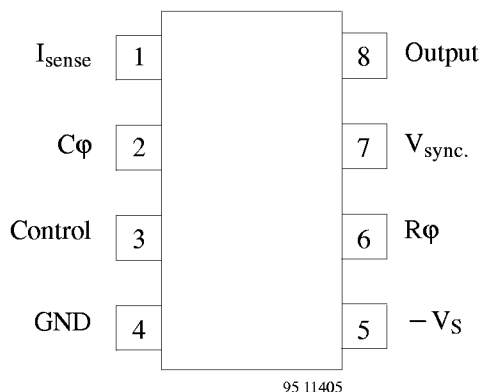 I_sense 1 8 Output
Cφ 2 7 V_sync.
Control 3 6 Rφ
GND 4 5 −V_S
95 11405